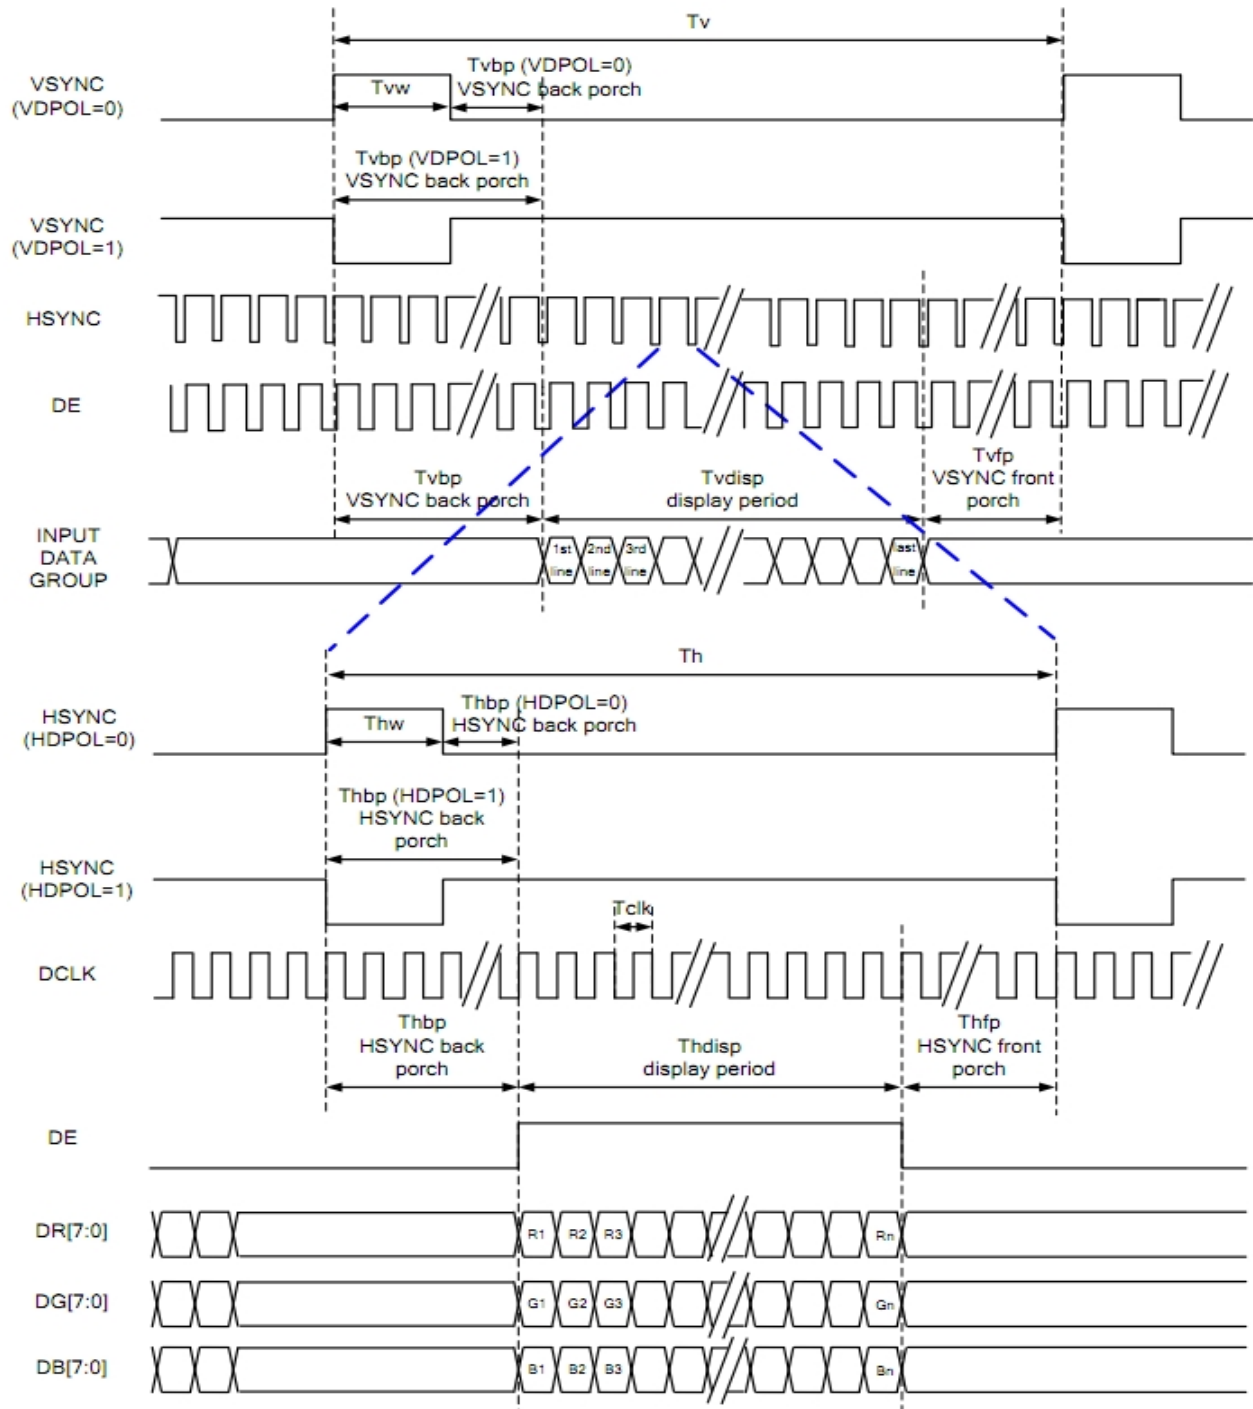 Tv
VSYNC
(VDPOL=0)
Tvw
Tvbp (VDPOL=0)
VSYNC back porch
Tvbp (VDPOL=1)
VSYNC back porch
VSYNC
(VDPOL=1)
HSYNC
DE
Tvbp
VSYNC back porch
Tvdisp
display period
Tvfp
VSYNC front
porch
INPUT
DATA
GROUP
1st
line
2nd
line
3rd
line
last
line
Th
HSYNC
(HDPOL=0)
Thw
Thbp (HDPOL=0)
HSYNC back porch
Thbp (HDPOL=1)
HSYNC back
porch
HSYNC
(HDPOL=1)
Tclk
DCLK
Thbp
HSYNC back
porch
Thdisp
display period
Thfp
HSYNC front
porch
DE
DR[7:0]
R1 R2 R3 Rn
DG[7:0]
G1 G2 G3 Gn
DB[7:0]
B1 B2 B3 Bn